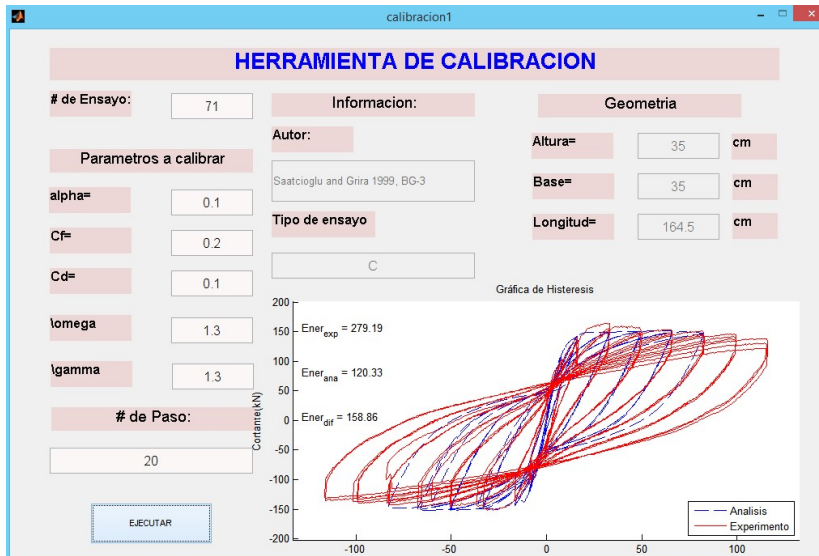 calibracion1
HERRAMIENTA DE CALIBRACION
# de Ensayo:
71
Informacion:
Geometria
Autor:
Saatcioglu and Grira 1999, BG-3
Altura=
35
cm
Base=
35
cm
Longitud=
164.5
cm
Tipo de ensayo
C
Parametros a calibrar
alpha=
0.1
Cf=
0.2
Cd=
0.1
\omega
1.3
\gamma
1.3
# de Paso:
20
EJECUTAR
Gráfica de Histeresis
Cortante(kN)
200
150
100
50
0
-50
-100
-150
-200
Ener_exp = 279.19
Ener_ana = 120.33
Ener_dif = 158.86
Analisis
Experimento
-100
-50
0
50
100